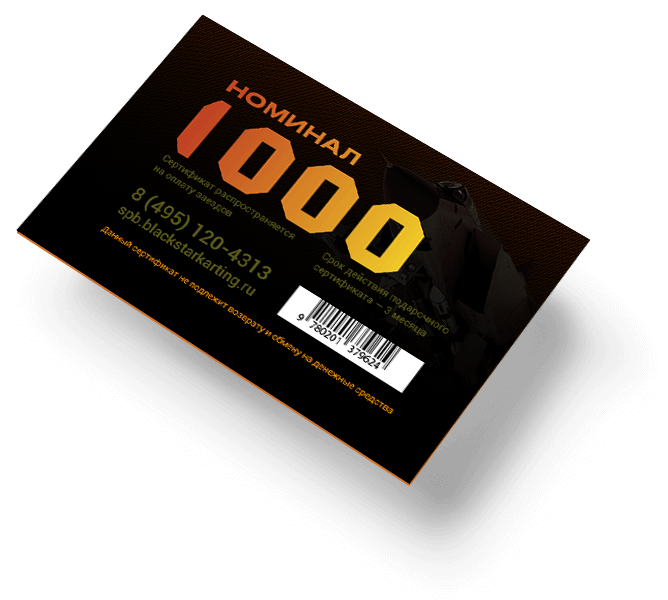 НОМИНАЛ
1000
Сертификат распространяется
на оплату заездов
Срок действия подарочного
сертификата – 3 месяца
8 (495) 120-4313
spb.blackstarkarting.ru
9 780201 379624
данный сертификат не подлежит возврату и обмену на денежные средства